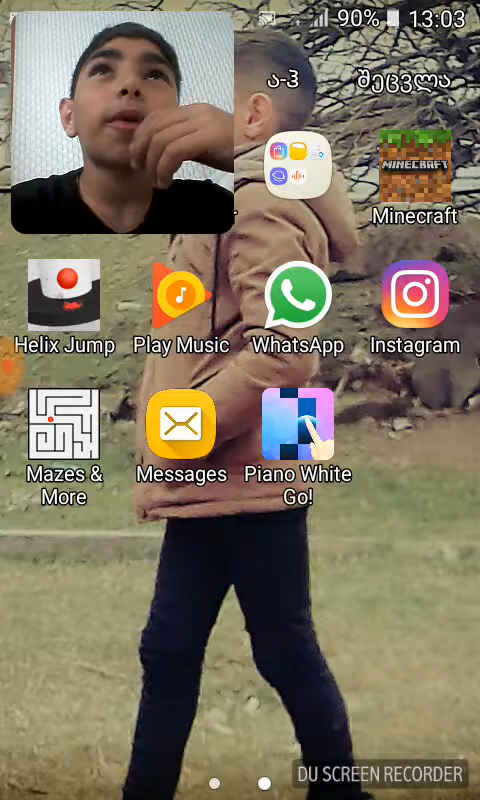 90% 13:03
ა-ჰ შეცვლა
MINECRAFT
Minecraft
Helix Jump Play Music WhatsApp Instagram
Mazes & Messages Piano White
More Go!
DU SCREEN RECORDER